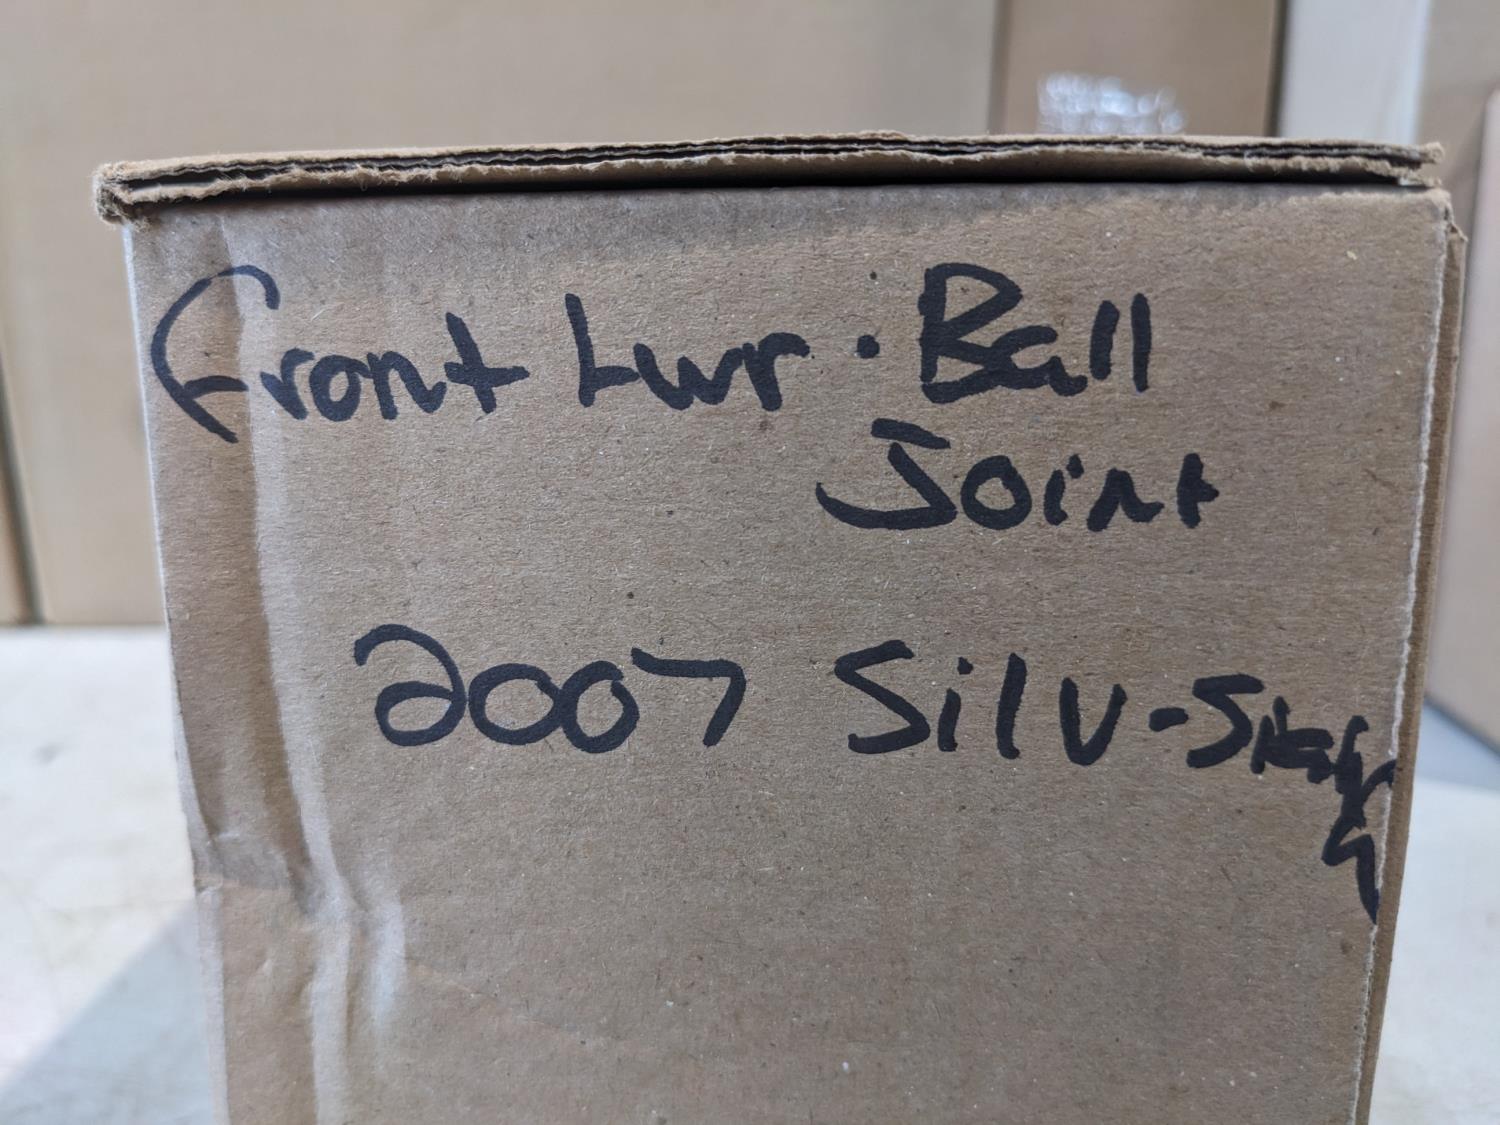 Front Lwr. Ball
Joint
2007 Silv-